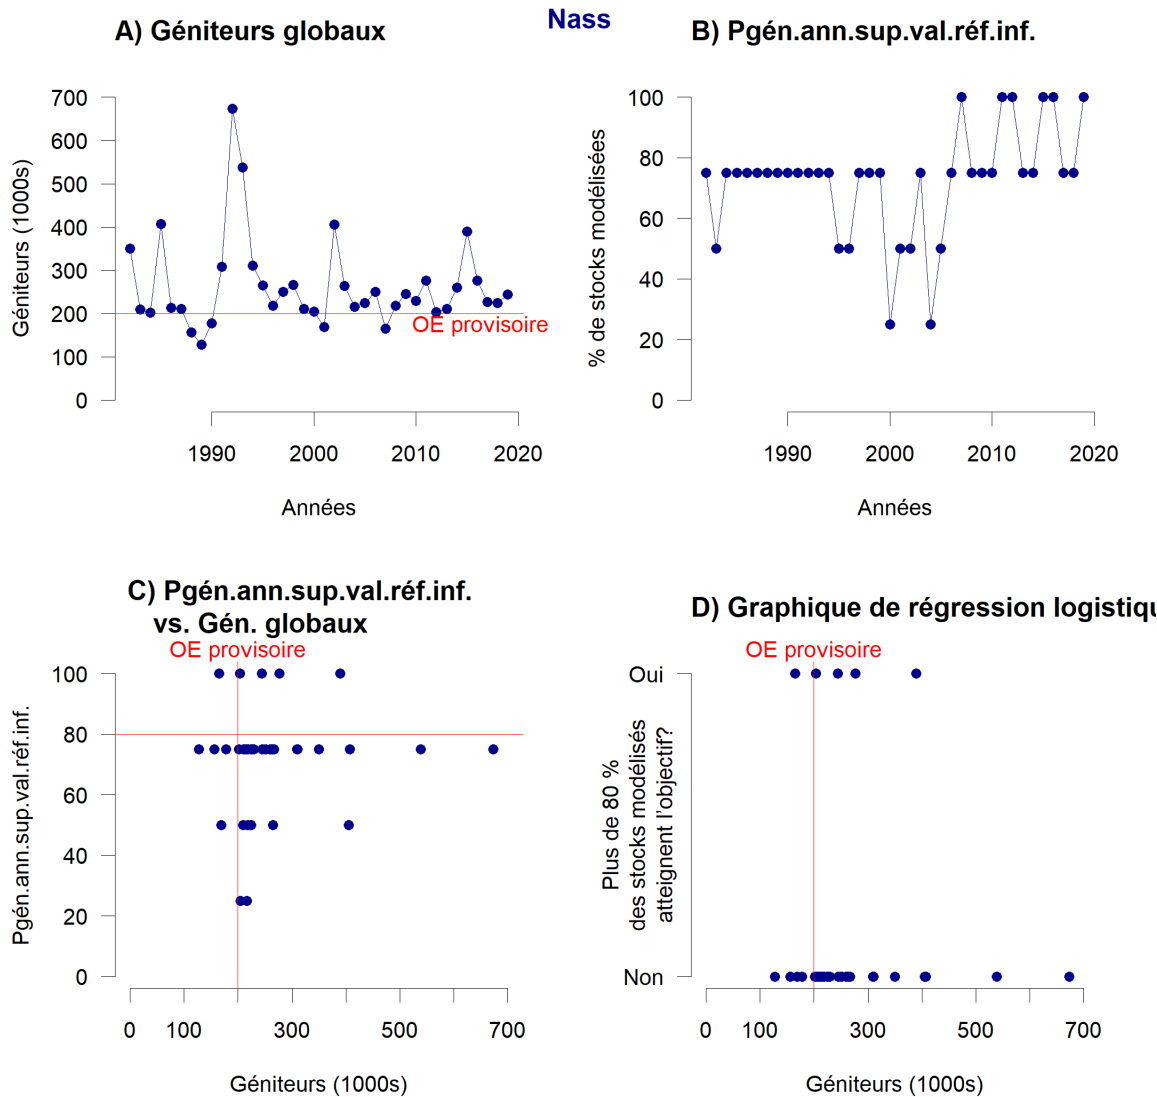 Nass
A) Géniteurs globaux
Géniteurs (1000s)
700
600
500
400
300
200
100
0
OE provisoire
1990
2000
2010
2020
Années
B) Pgén.ann.sup.val.réf.inf.
% de stocks modélisées
100
80
60
40
20
0
1990
2000
2010
2020
Années
C) Pgén.ann.sup.val.réf.inf.
vs. Gén. globaux
OE provisoire
Pgén.ann.sup.val.réf.inf.
100
80
60
40
20
0
0
100
300
500
700
Géniteurs (1000s)
D) Graphique de régression logistiqu
OE provisoire
Plus de 80 %
des stocks modélisés
atteignent l'objectif?
Oui
Non
0
100
300
500
700
Géniteurs (1000s)